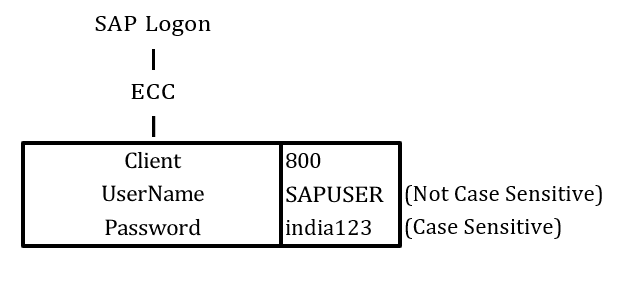 SAP Logon
ECC
Client 800
UserName SAPUSER (Not Case Sensitive)
Password india123 (Case Sensitive)